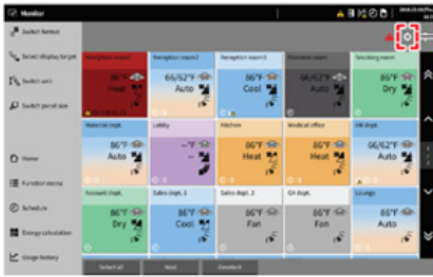 Monitor
Switch format
Select display target
Switch unit
Switch panel size
Home
Function menu
Schedule
Energy calculation
Usage history
Reception room1
86°F
Heat
Reception room2
66/62°F
Auto
Reception room3
86°F
Cool
66/62°F
Auto
Smoking room
86°F
Dry
86°F
Auto
Lobby
--°F
--
Kitchen
86°F
Heat
Medical office
86°F
Heat
HR dept.
66/62°F
Auto
Account dept.
86°F
Dry
Sales dept. 1
86°F
Cool
Sales dept. 2
86°F
Fan
GA dept.
86°F
Fan
Lounge
86°F
Auto
Select all
Deselect